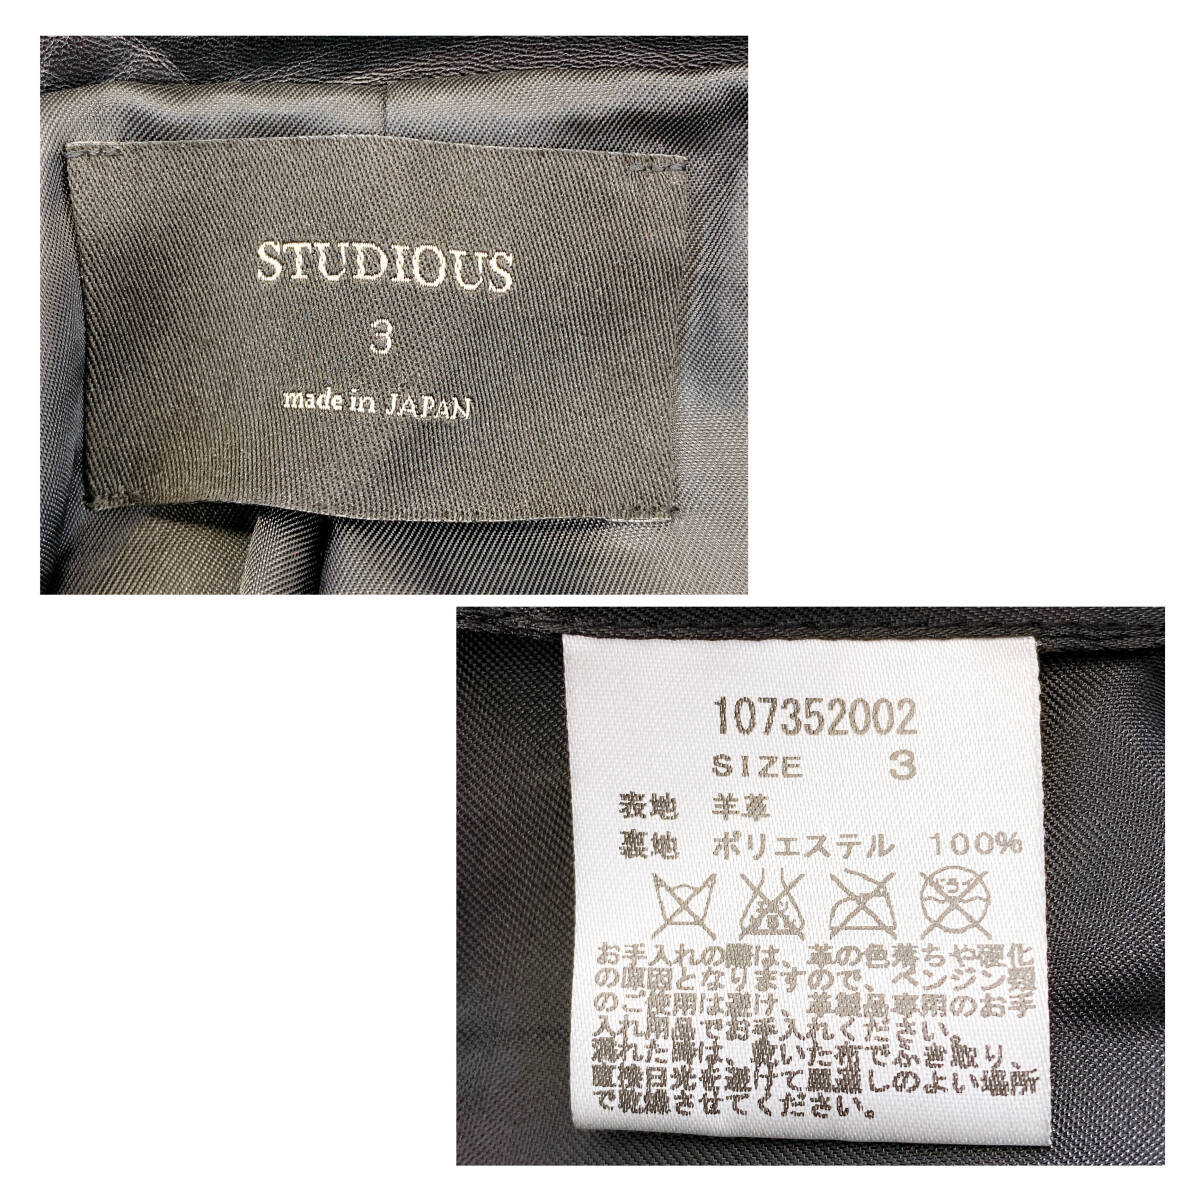 STUDIOUS
3
made in JAPAN
107352002
SIZE 3
表地 羊革
裏地 ポリエステル 100%
お手入れの際は、革の色落ちや硬化
の原因となりますので、ベンジン類
のご使用は避け、革製品専用のお手
入れ用品でお手入れください。
濡れた時は、乾いた布でふき取り、
直接日光を避けて風通しのよい場所
で乾燥させてください。